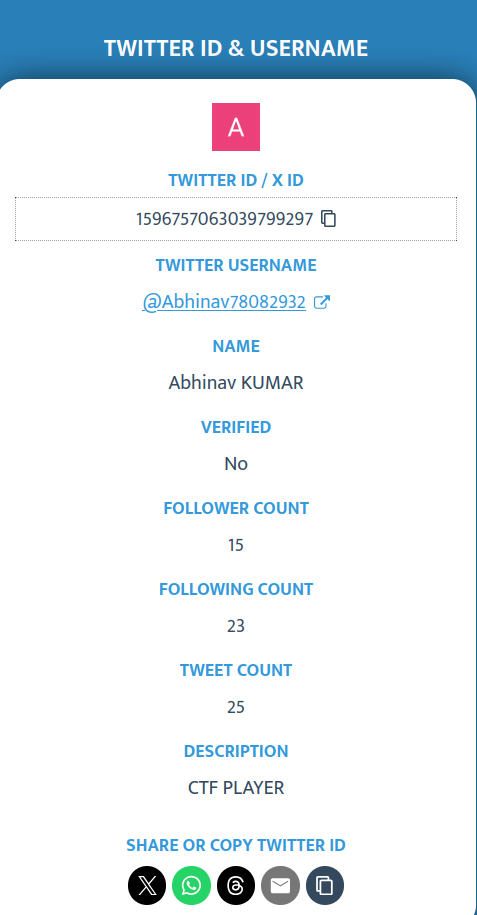 TWITTER ID & USERNAME
A
TWITTER ID / X ID
1596757063039799297
TWITTER USERNAME
@Abhinav78082932
NAME
Abhinav KUMAR
VERIFIED
No
FOLLOWER COUNT
15
FOLLOWING COUNT
23
TWEET COUNT
25
DESCRIPTION
CTF PLAYER
SHARE OR COPY TWITTER ID